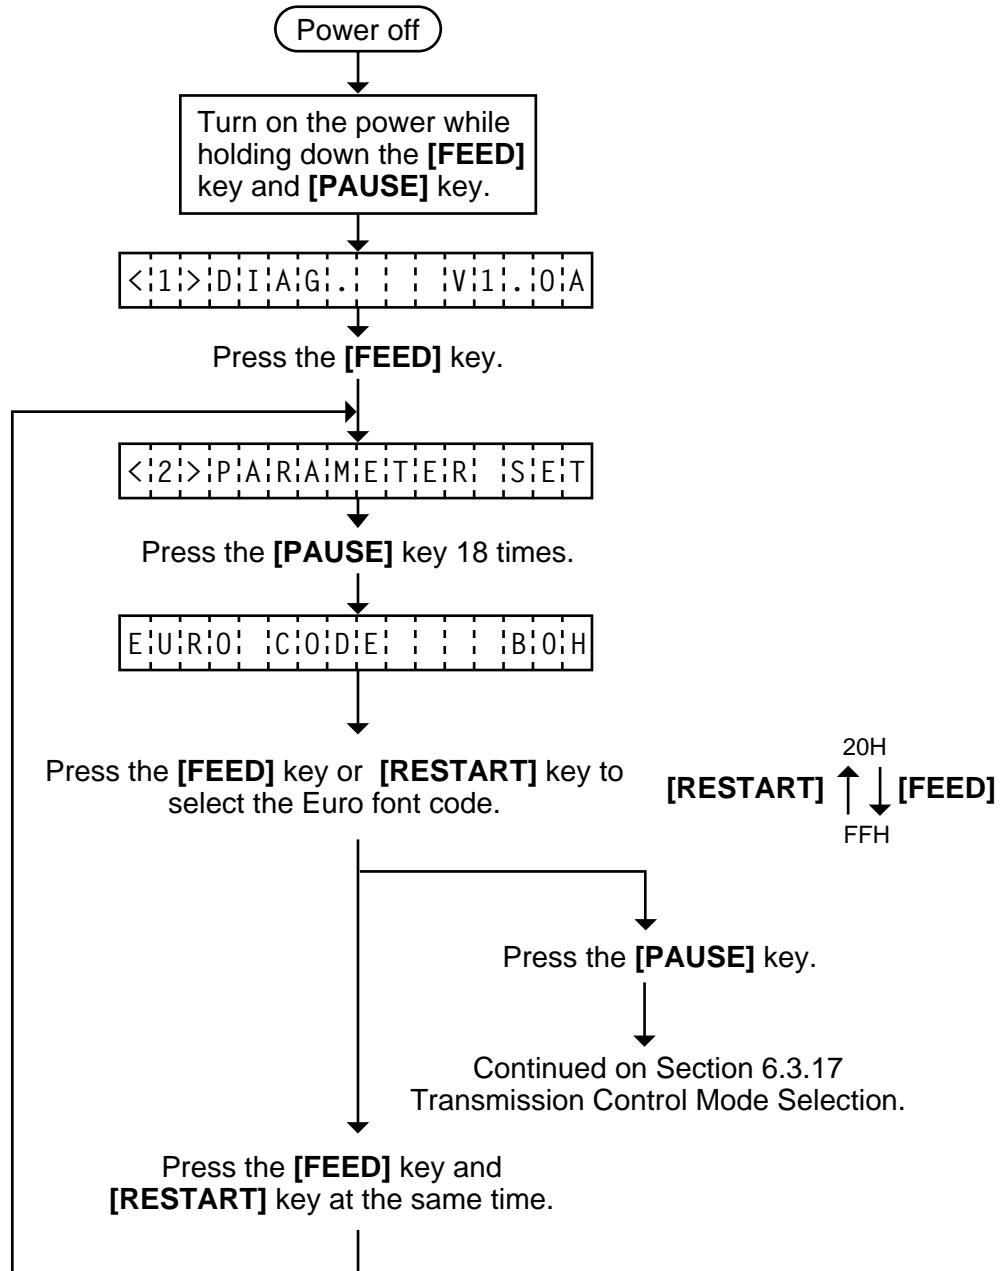 Power off
Turn on the power while
holding down the [FEED]
key and [PAUSE] key.
<1>DIAG.   V1.0A
Press the [FEED] key.
<2>PARAMETER SET
Press the [PAUSE] key 18 times.
EURO CODE   B0H
Press the [FEED] key or [RESTART] key to
select the Euro font code.
20H
[RESTART] [FEED]
FFH
Press the [PAUSE] key.
Continued on Section 6.3.17
Transmission Control Mode Selection.
Press the [FEED] key and
[RESTART] key at the same time.